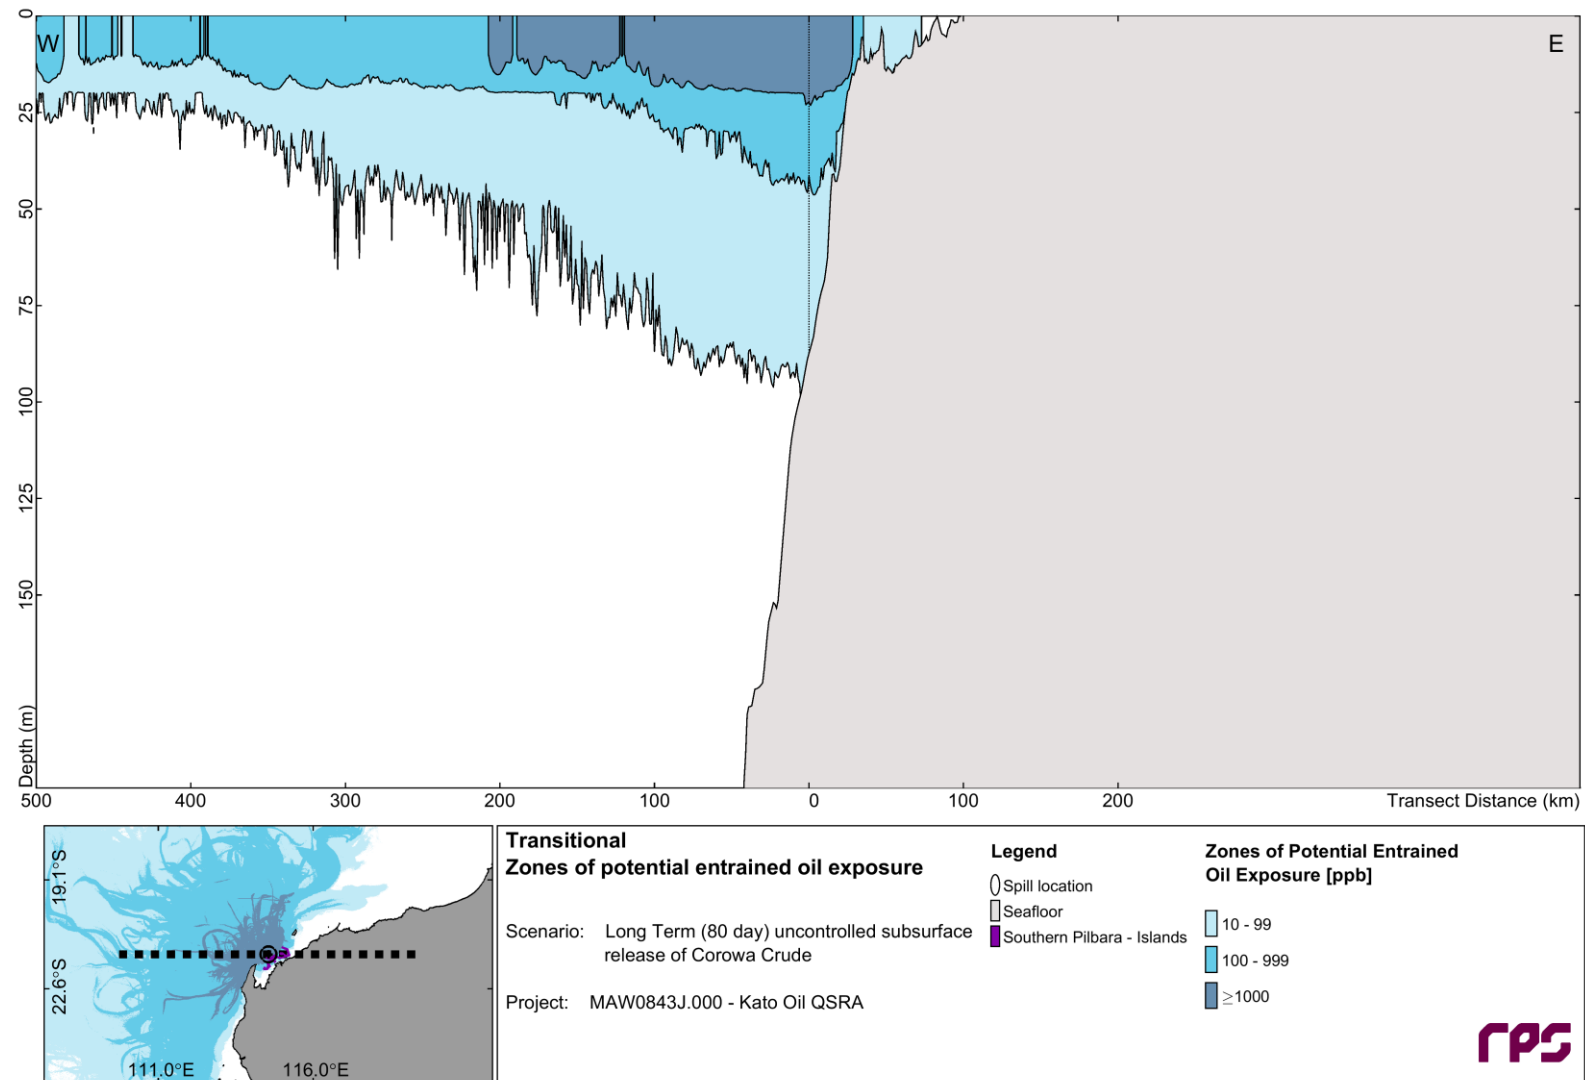 0
25
50
75
100
125
150
Depth (m)
W
E
500
400
300
200
100
0
100
200
Transect Distance (km)
19.1°S
22.6°S
111.0°E
116.0°E
Transitional
Zones of potential entrained oil exposure
Scenario: Long Term (80 day) uncontrolled subsurface
release of Corowa Crude
Project: MAW0843J.000 - Kato Oil QSRA
Legend
Spill location
Seafloor
Southern Pilbara - Islands
Zones of Potential Entrained
Oil Exposure [ppb]
10 - 99
100 - 999
≥1000
rps